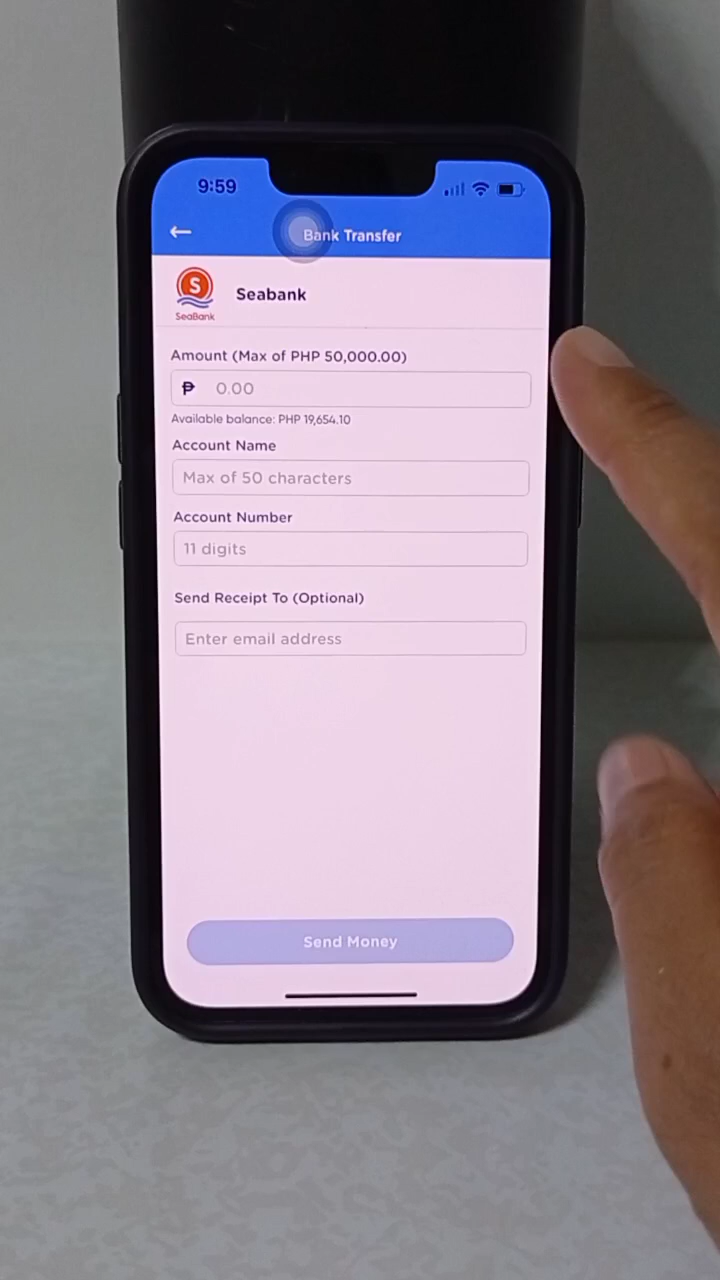 9:59
Bank Transfer
S
SeaBank
Seabank
Amount (Max of PHP 50,000.00)
₱ 0.00
Available balance: PHP 19,654.10
Account Name
Max of 50 characters
Account Number
11 digits
Send Receipt To (Optional)
Enter email address
Send Money